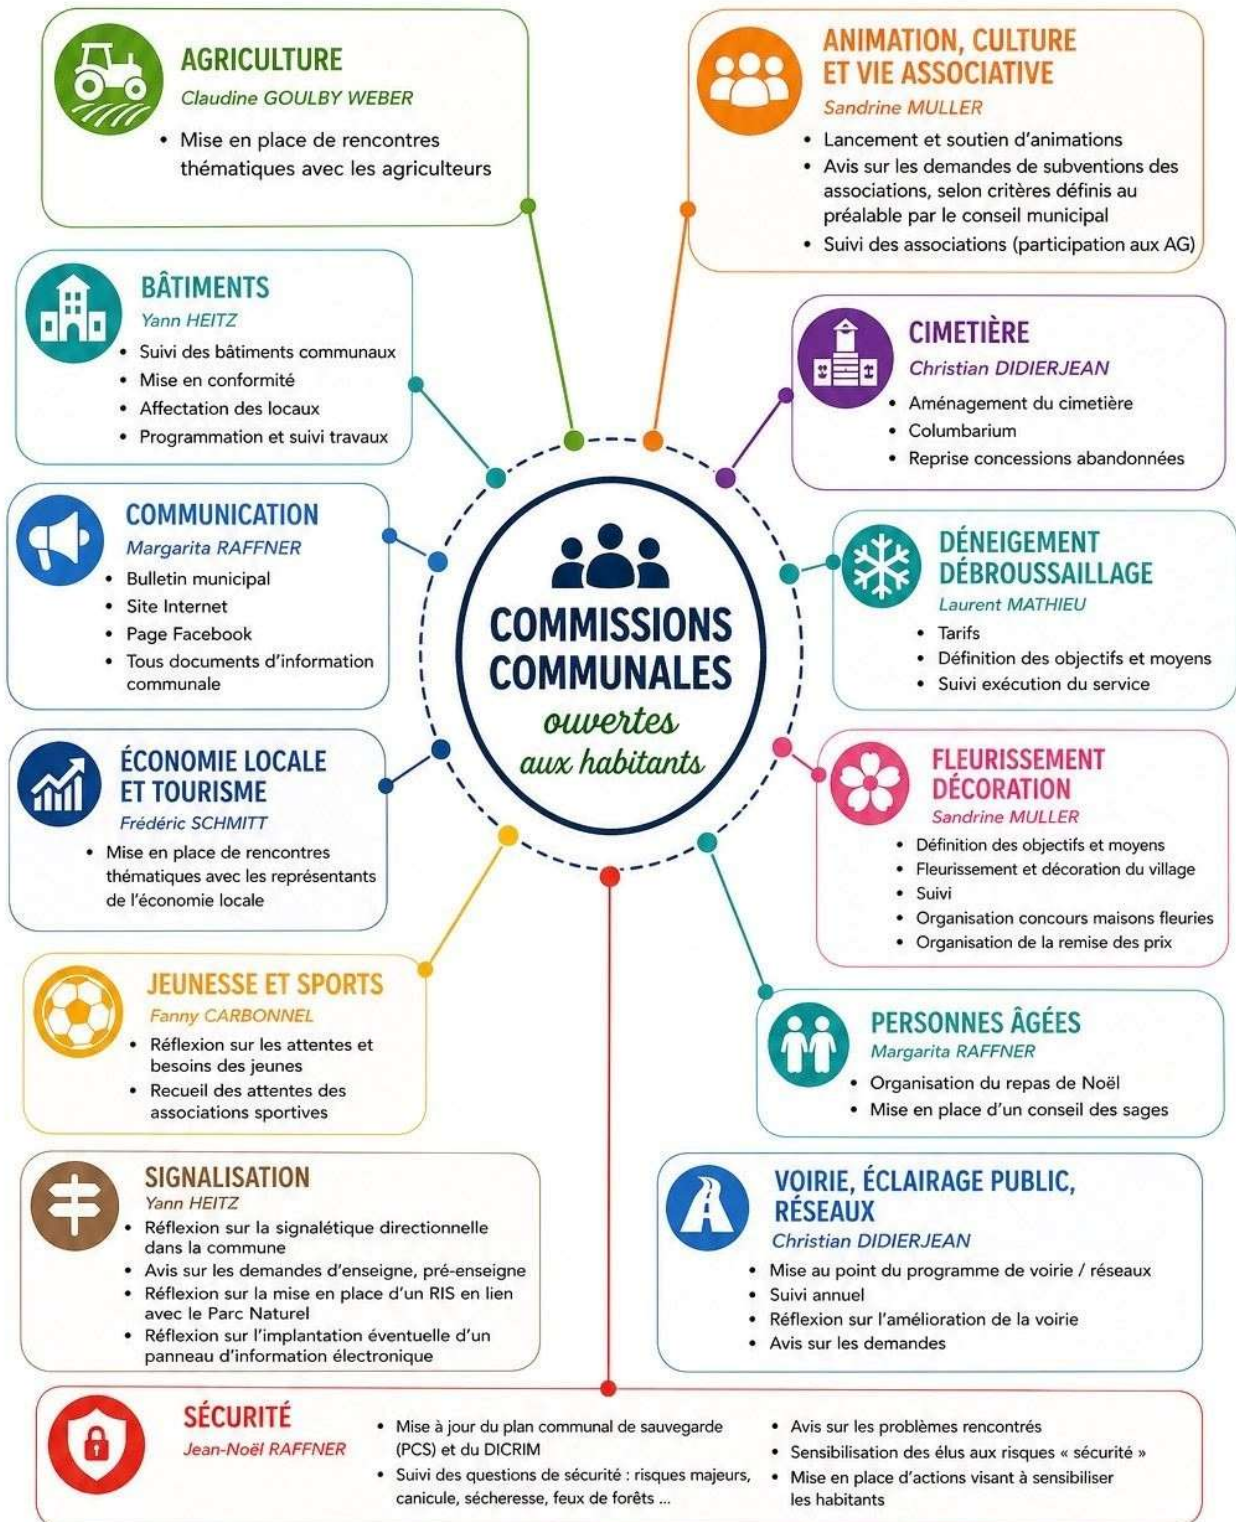 AGRICULTURE
Claudine GOULBY WEBER
• Mise en place de rencontres
thématiques avec les agriculteurs
ANIMATION, CULTURE
ET VIE ASSOCIATIVE
Sandrine MULLER
• Lancement et soutien d'animations
• Avis sur les demandes de subventions des
associations, selon critères définis au
préalable par le conseil municipal
• Suivi des associations (participation aux AG)
BÂTIMENTS
Yann HEITZ
• Suivi des bâtiments communaux
• Mise en conformité
• Affectation des locaux
• Programmation et suivi travaux
CIMETIÈRE
Christian DIDIERJEAN
• Aménagement du cimetière
• Columbarium
• Reprise concessions abandonnées
COMMUNICATION
Margarita RAFFNER
• Bulletin municipal
• Site Internet
• Page Facebook
• Tous documents d'information
communale
COMMISSIONS
COMMUNALES
ouvertes
aux habitants
DÉNEIGEMENT
DÉBROUSSAILLAGE
Laurent MATHIEU
• Tarifs
• Définition des objectifs et moyens
• Suivi exécution du service
ÉCONOMIE LOCALE
ET TOURISME
Frédéric SCHMITT
• Mise en place de rencontres
thématiques avec les représentants
de l'économie locale
FLEURISSEMENT
DÉCORATION
Sandrine MULLER
• Définition des objectifs et moyens
• Fleurissement et décoration du village
• Suivi
• Organisation concours maisons fleuries
• Organisation de la remise des prix
JEUNESSE ET SPORTS
Fanny CARBONNEL
• Réflexion sur les attentes et
besoins des jeunes
• Recueil des attentes des
associations sportives
PERSONNES ÂGÉES
Margarita RAFFNER
• Organisation du repas de Noël
• Mise en place d'un conseil des sages
SIGNALISATION
Yann HEITZ
• Réflexion sur la signalétique directionnelle
dans la commune
• Avis sur les demandes d'enseigne, pré-enseigne
• Réflexion sur la mise en place d'un RIS en lien
avec le Parc Naturel
• Réflexion sur l'implantation éventuelle d'un
panneau d'information électronique
VOIRIE, ÉCLAIRAGE PUBLIC,
RÉSEAUX
Christian DIDIERJEAN
• Mise au point du programme de voirie / réseaux
• Suivi annuel
• Réflexion sur l'amélioration de la voirie
• Avis sur les demandes
SÉCURITÉ
Jean-Noël RAFFNER
• Mise à jour du plan communal de sauvegarde
(PCS) et du DICRIM
• Suivi des questions de sécurité : risques majeurs,
canicule, sécheresse, feux de forêts ...
• Avis sur les problèmes rencontrés
• Sensibilisation des élus aux risques « sécurité »
• Mise en place d'actions visant à sensibiliser
les habitants